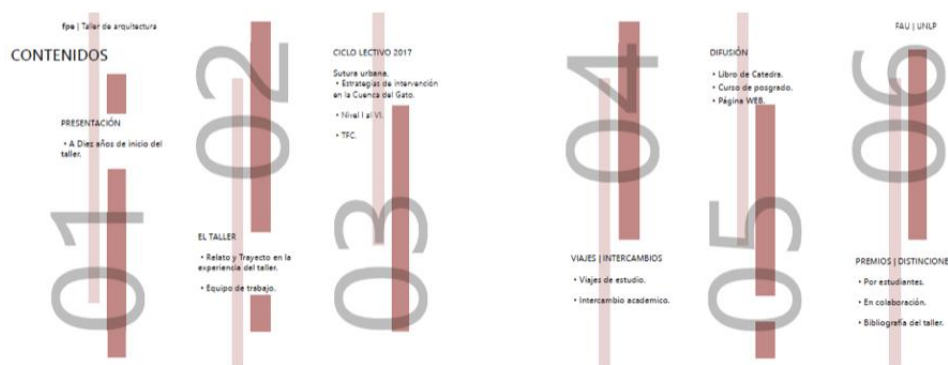 fpe | Taller de arquitectura
CONTENIDOS
01
PRESENTACIÓN
• A Diez años de inicio del
taller.
02
EL TALLER
• Relato y Trayecto en la
experiencia del taller.
• Equipo de trabajo.
03
CICLO LECTIVO 2017
Sutura urbana.
• Estrategias de intervención
en la Cuenca del Gato.
• Nivel I al VI.
• TFC.
04
VIAJES | INTERCAMBIOS
• Viajes de estudio.
• Intercambio academico.
05
DIFUSIÓN
• Libro de Catedra.
• Curso de posgrado.
• Página WEB.
FAU | UNLP
06
PREMIOS | DISTINCIONE
• Por estudiantes.
• En colaboración.
• Bibliografía del taller.